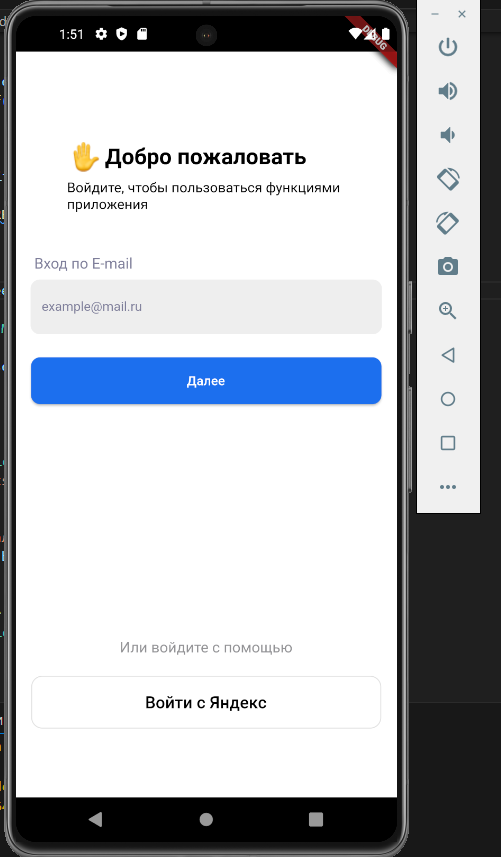 1:51
DEBUG
Добро пожаловать
Войдите, чтобы пользоваться функциями
приложения
Вход по E-mail
example@mail.ru
Далее
Или войдите с помощью
Войти с Яндекс